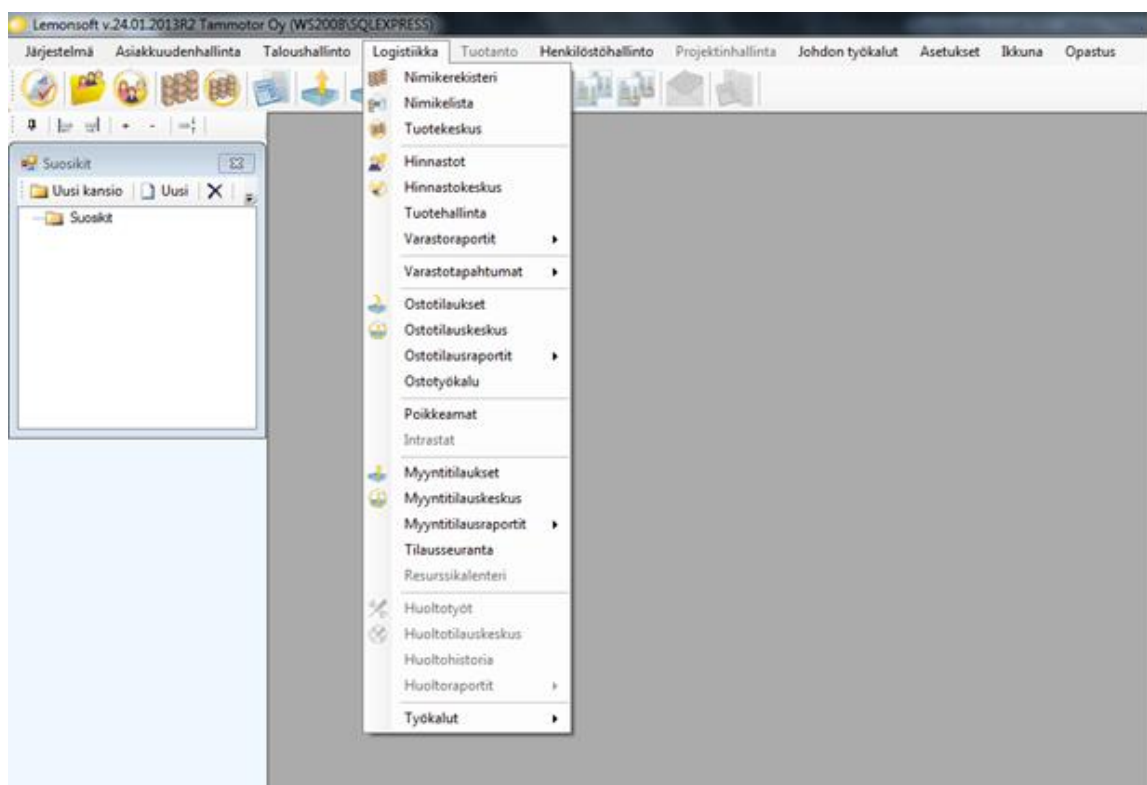 Lemonsoft v.24.01.2013R2 Tammotor Oy (WS2008\SQLEXPRESS)
Järjestelmä Asiakkuudenhallinta Taloushallinto Logistiikka Tuotanto Henkilöstöhallinto Projektinhallinta Johdon työkalut Asetukset Ikkuna Opastus
Suosikit
Uusi kansio Uusi
Suosikit
Nimikerekisteri
Nimikelista
Tuotekeskus
Hinnastot
Hinnastokeskus
Tuotehallinta
Varastoraportit
Varastotapahtumat
Ostotilaukset
Ostotilauskeskus
Ostotilausraportit
Ostotyökalu
Poikkeamat
Intrastat
Myyntitilaukset
Myyntitilauskeskus
Myyntitilausraportit
Tilausseuranta
Resurssikalenteri
Huoltotyöt
Huoltotilauskeskus
Huoltohistoria
Huoltoraportit
Työkalut